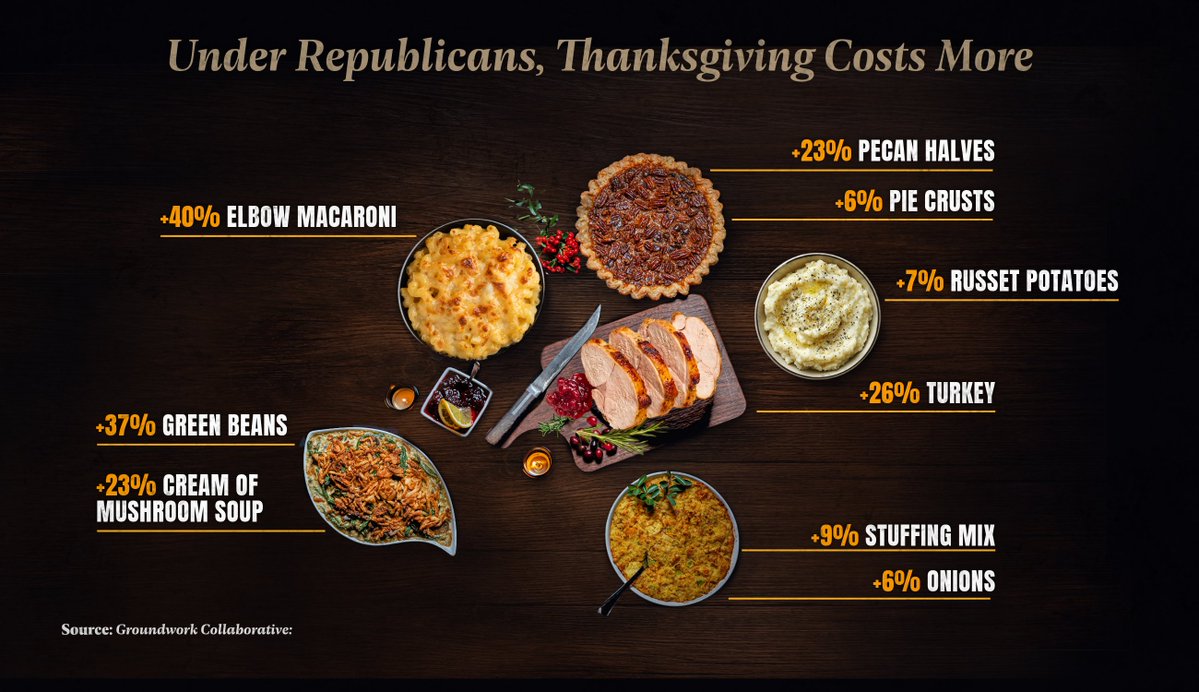 Under Republicans, Thanksgiving Costs More
+23% PECAN HALVES
+6% PIE CRUSTS
+40% ELBOW MACARONI
+7% RUSSET POTATOES
+26% TURKEY
+37% GREEN BEANS
+23% CREAM OF
MUSHROOM SOUP
+9% STUFFING MIX
+6% ONIONS
Source: Groundwork Collaborative: